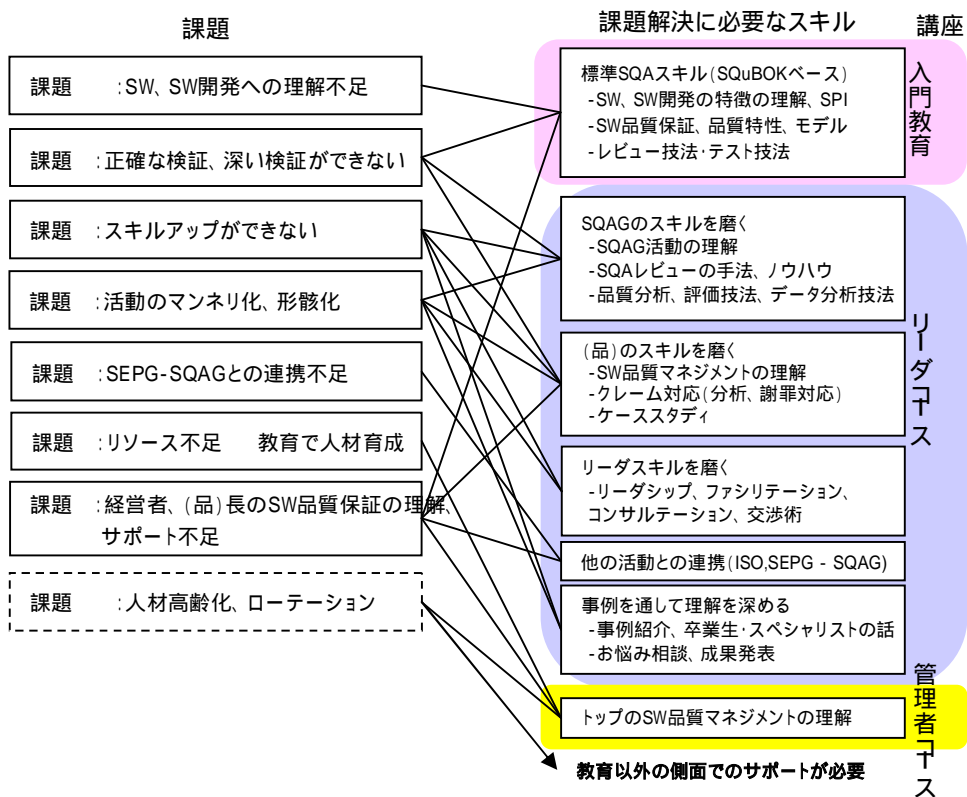 課題
課題解決に必要なスキル
講座
課題 :SW、SW開発への理解不足
課題 :正確な検証、深い検証ができない
課題 :スキルアップができない
課題 :活動のマンネリ化、形骸化
課題 :SEPG-SQAGとの連携不足
課題 :リソース不足 教育で人材育成
課題 :経営者、(品)長のSW品質保証の理解、
サポート不足
課題 :人材高齢化、ローテーション
標準SQAスキル(SQuBOKベース)
-SW、SW開発の特徴の理解、SPI
-SW品質保証、品質特性、モデル
-レビュー技法・テスト技法
入門教育
SQAGのスキルを磨く
-SQAG活動の理解
-SQAレビューの手法、ノウハウ
-品質分析、評価技法、データ分析技法
(品)のスキルを磨く
-SW品質マネジメントの理解
-クレーム対応(分析、謝罪対応)
-ケーススタディ
リーダスキルを磨く
-リーダシップ、ファシリテーション、
コンサルテーション、交渉術
他の活動との連携(ISO,SEPG - SQAG)
事例を通して理解を深める
-事例紹介、卒業生・スペシャリストの話
-お悩み相談、成果発表
リーダコース
トップのSW品質マネジメントの理解
管理者コース
教育以外の側面でのサポートが必要